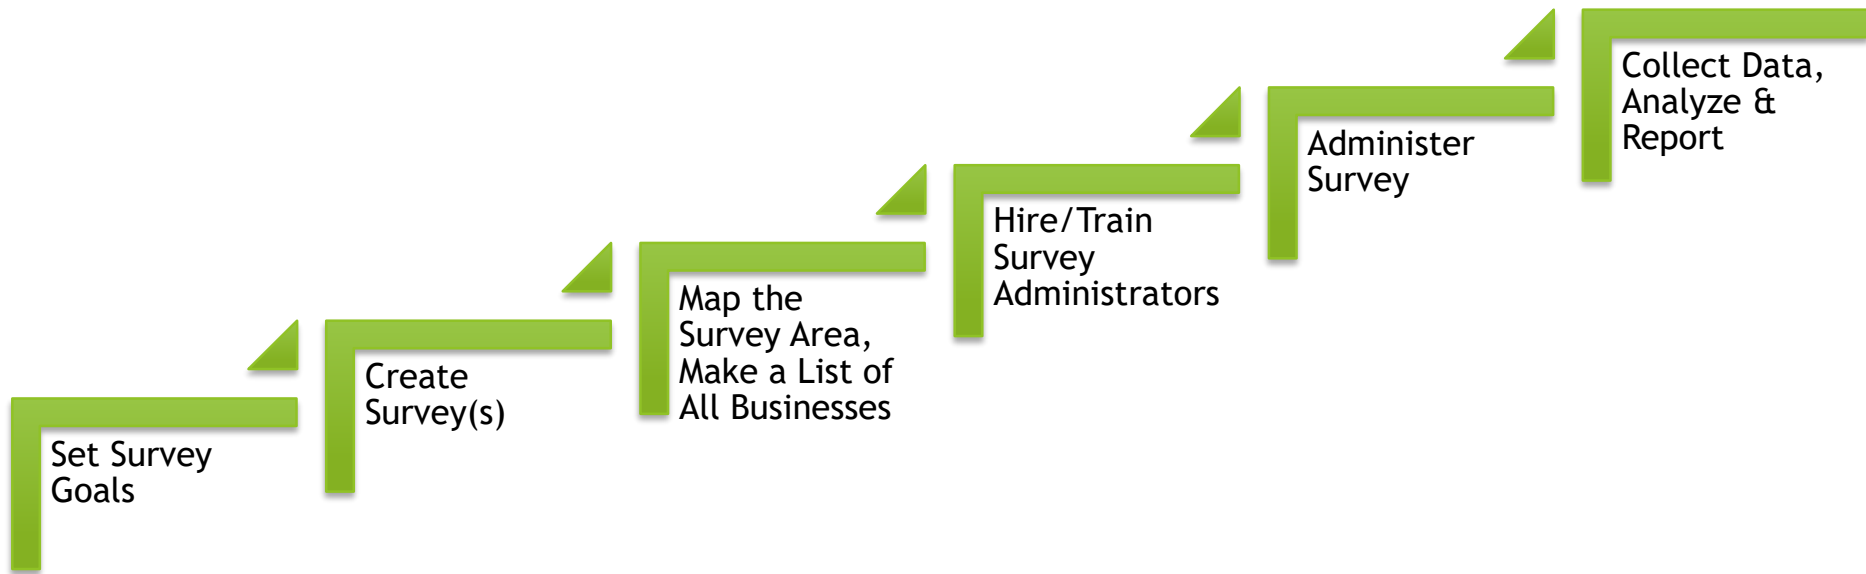 Set Survey
Goals
Create
Survey(s)
Map the
Survey Area,
Make a List of
All Businesses
Hire/Train
Survey
Administrators
Administer
Survey
Collect Data,
Analyze &
Report